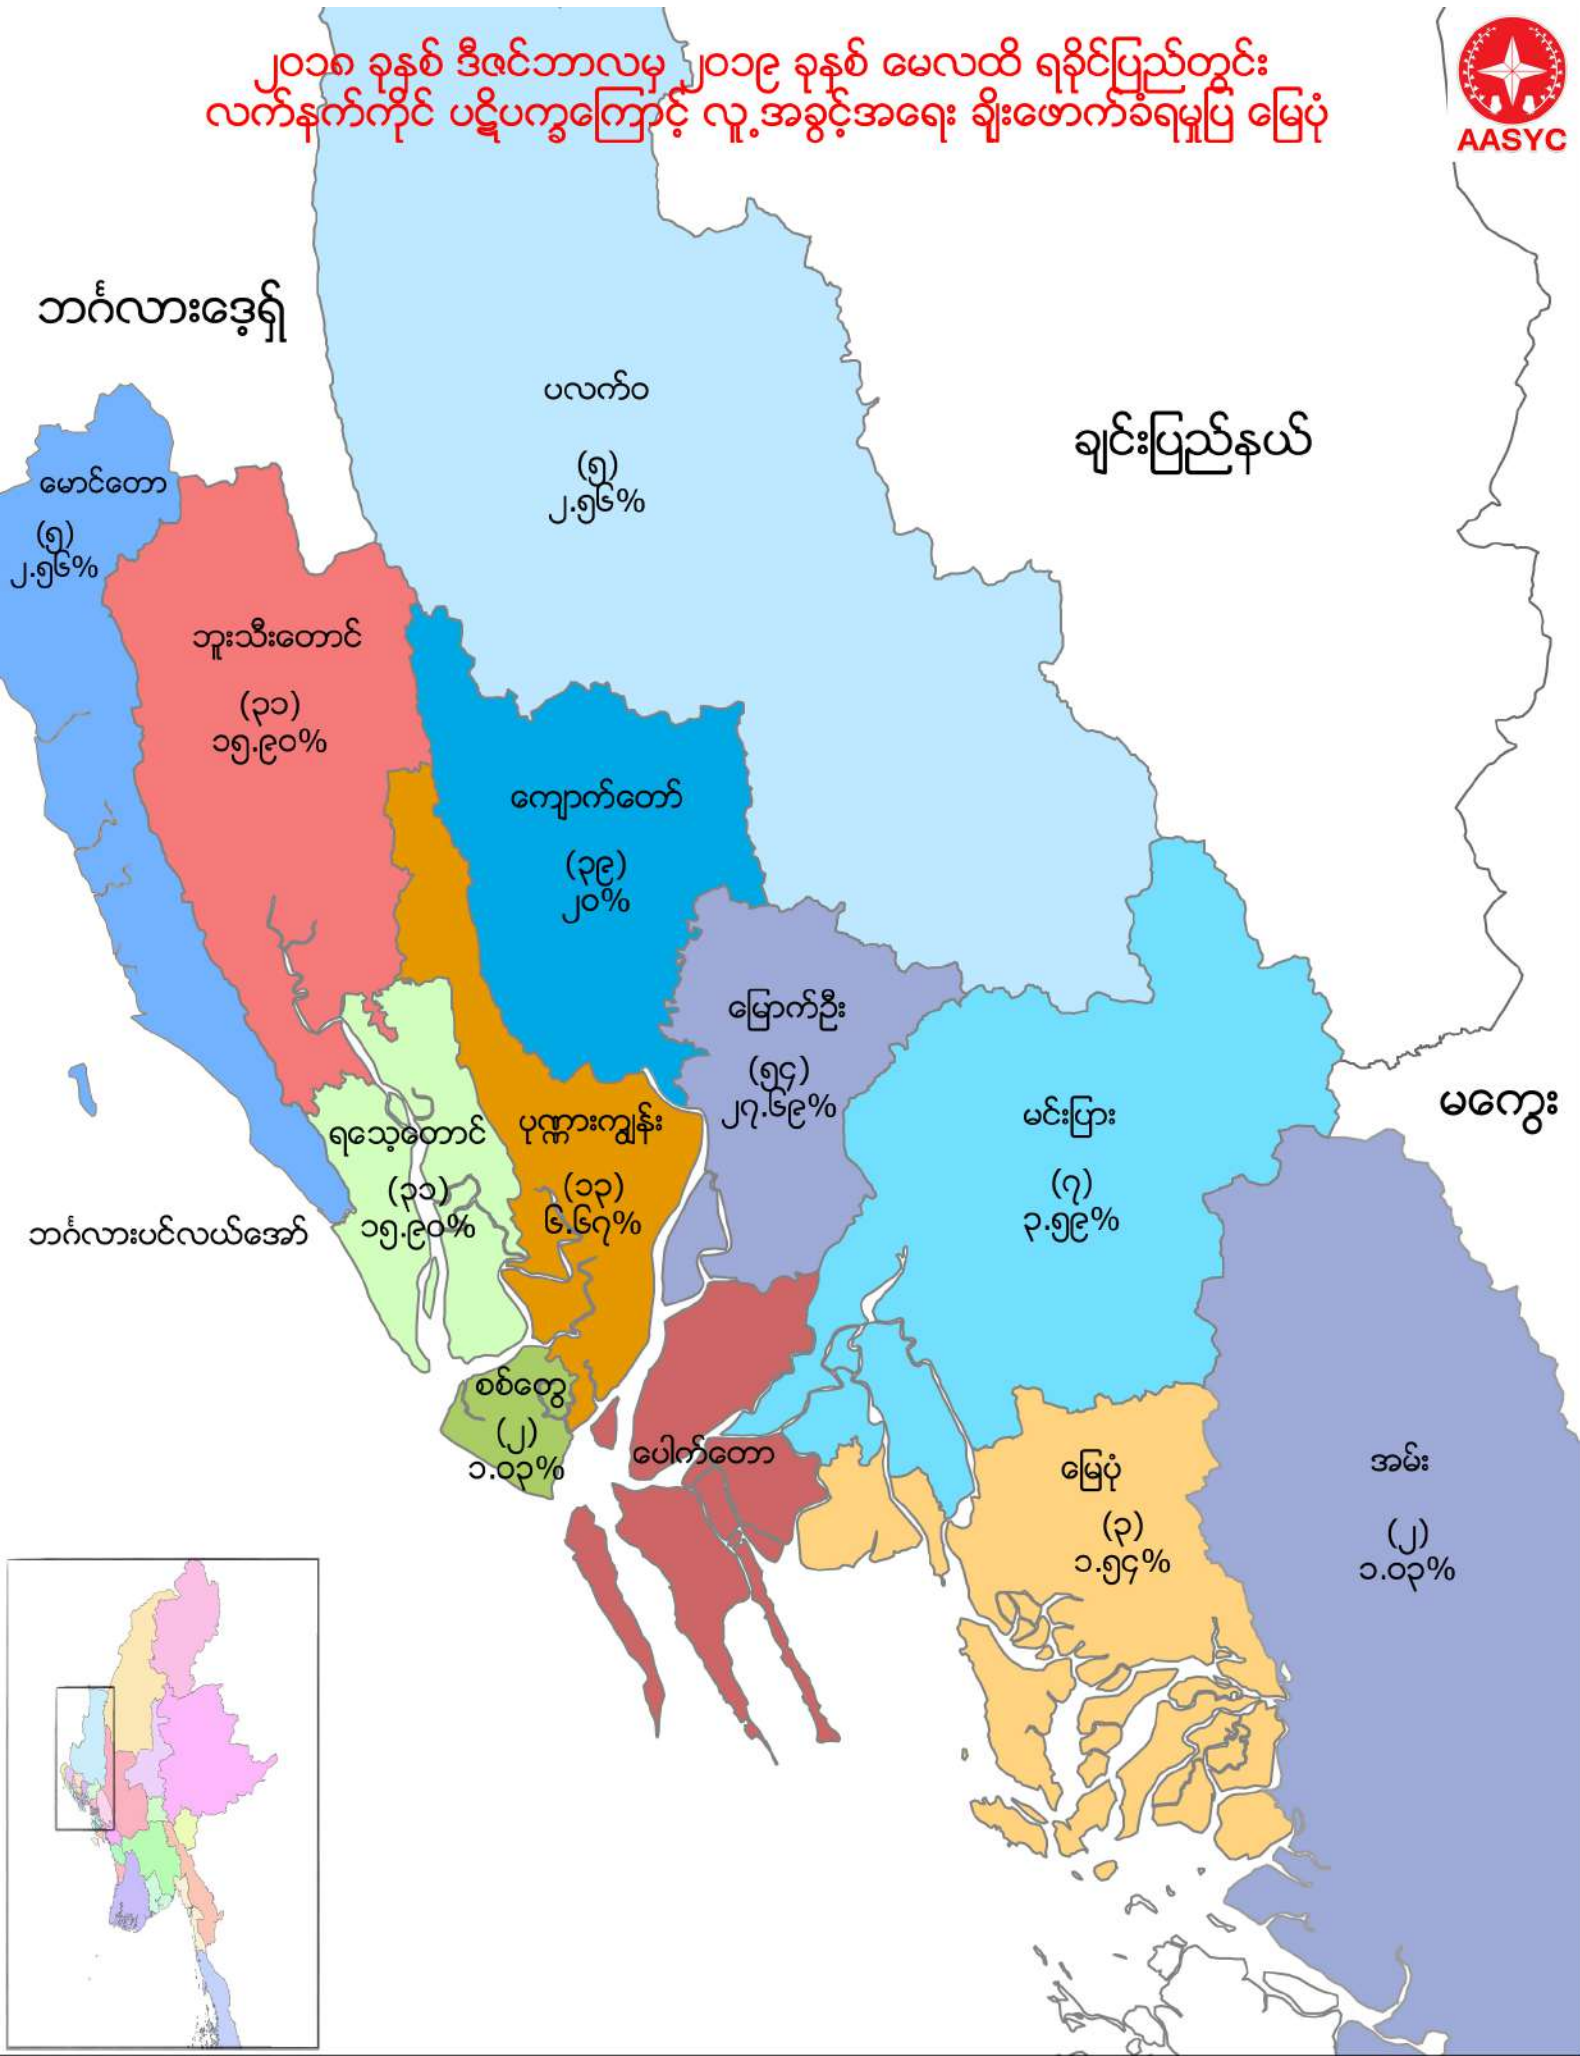 ၂၀၁၈ ခုနှစ် ဒီဇင်ဘာလမှ ၂၀၁၉ ခုနှစ် မေလထိ ရခိုင်ပြည်တွင်း
လက်နက်ကိုင် ပဋိပက္ခကြောင့် လူ့အခွင့်အရေး ချိုးဖောက်ခံရမှုပြ မြေပုံ
AASYC
ဘင်္ဂလားဒေ့ရှ်
ပလက်ဝ
(၅)
၂.၅၆%
ချင်းပြည်နယ်
မောင်တော
(၅)
၂.၅၆%
ဘူးသီးတောင်
(၃၁)
၁၅.၉၀%
ကျောက်တော်
(၃၉)
၂၀%
မြောက်ဦး
(၅၄)
၂၇.၆၉%
မကွေး
မင်းပြား
(၇)
၃.၅၉%
ပုဏ္ဏားကျွန်း
(၁၃)
၆.၆၇%
ရသေ့တောင်
(၃၁)
၁၅.၉၀%
ဘင်္ဂလားပင်လယ်အော်
စစ်တွေ
(၂)
၁.၀၃%
ပေါက်တော
မြေပုံ
(၃)
၁.၅၄%
အမ်း
(၂)
၁.၀၃%